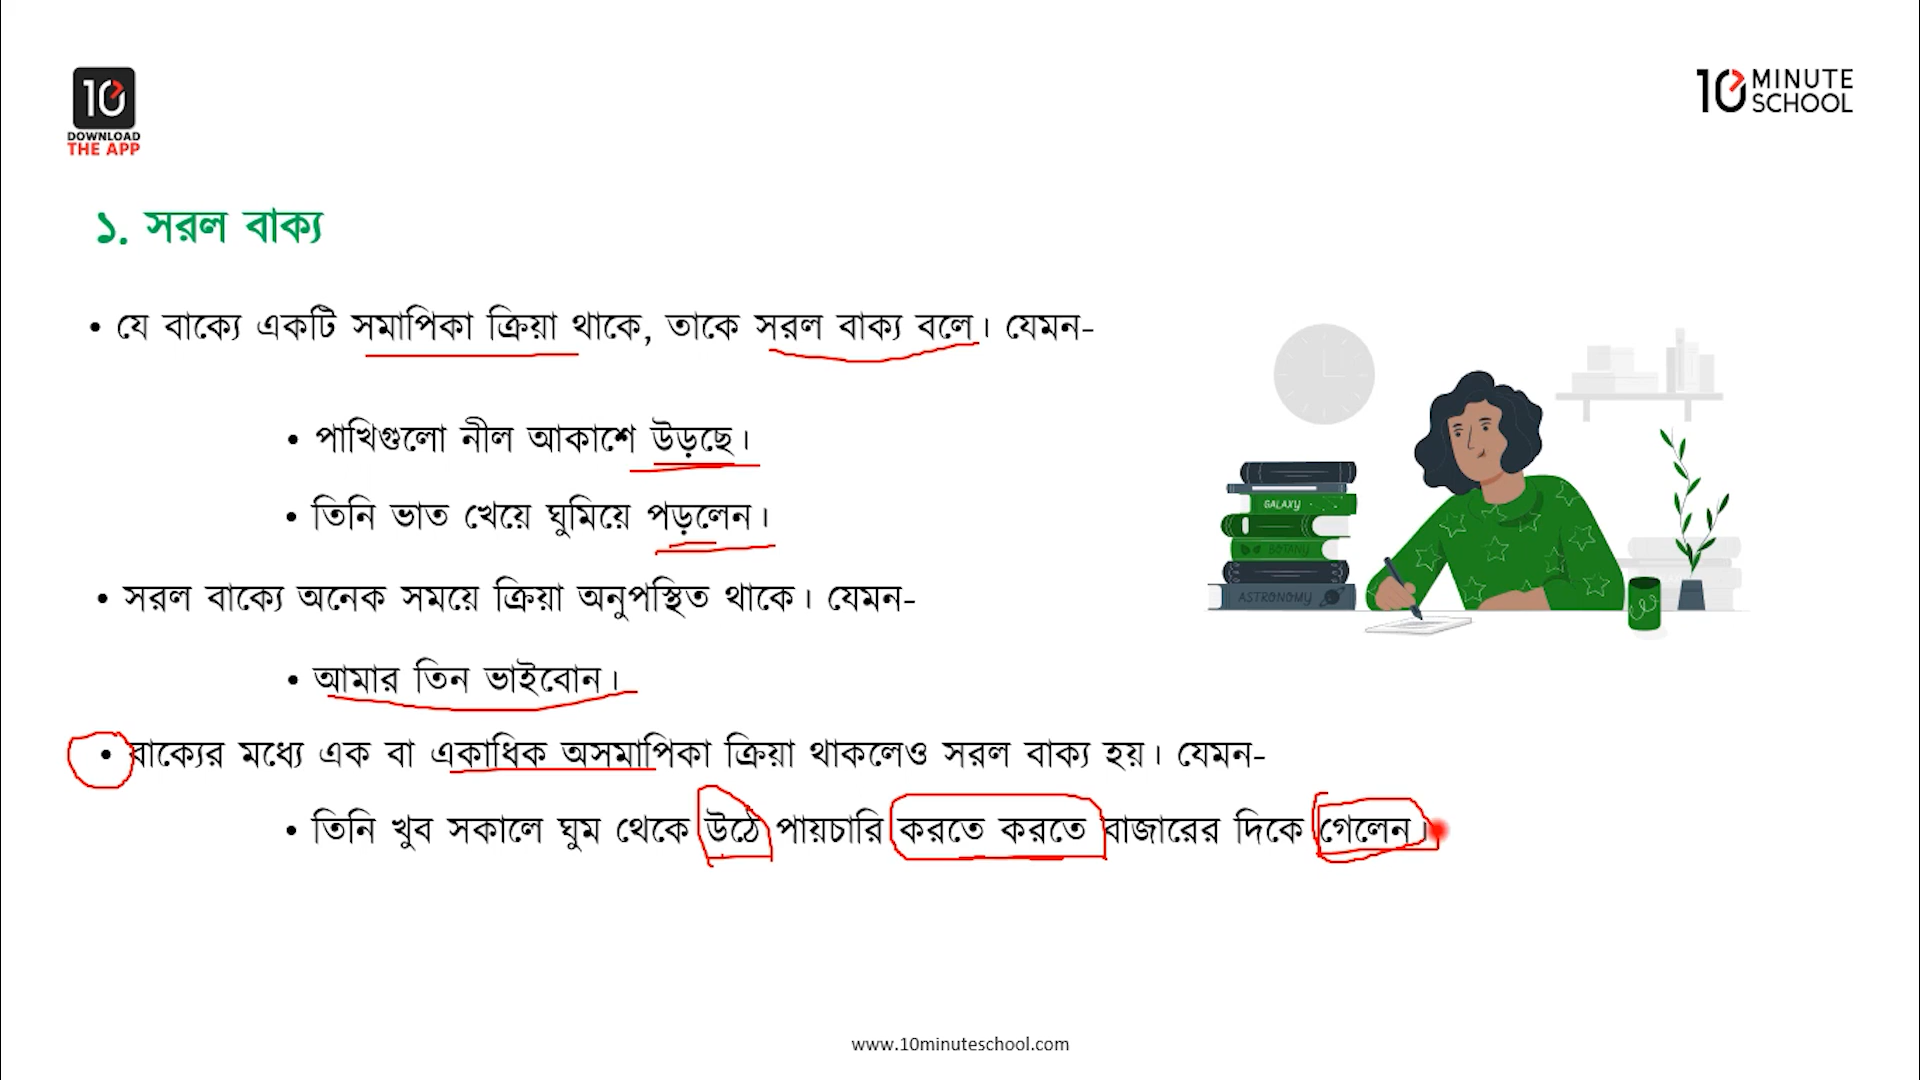 10
DOWNLOAD
THE APP
10 MINUTE
SCHOOL
১. সরল বাক্য
• যে বাক্যে একটি সমাপিকা ক্রিয়া থাকে, তাকে সরল বাক্য বলে। যেমন-
• পাখিগুলো নীল আকাশে উড়ছে।
• তিনি ভাত খেয়ে ঘুমিয়ে পড়লেন।
• সরল বাক্যে অনেক সময়ে ক্রিয়া অনুপস্থিত থাকে। যেমন-
• আমার তিন ভাইবোন।
• বাক্যের মধ্যে এক বা একাধিক অসমাপিকা ক্রিয়া থাকলেও সরল বাক্য হয়। যেমন-
• তিনি খুব সকালে ঘুম থেকে উঠে পায়চারি করতে করতে বাজারের দিকে গেলেন।
GALAXY
BOTANY
ASTRONOMY
www.10minuteschool.com